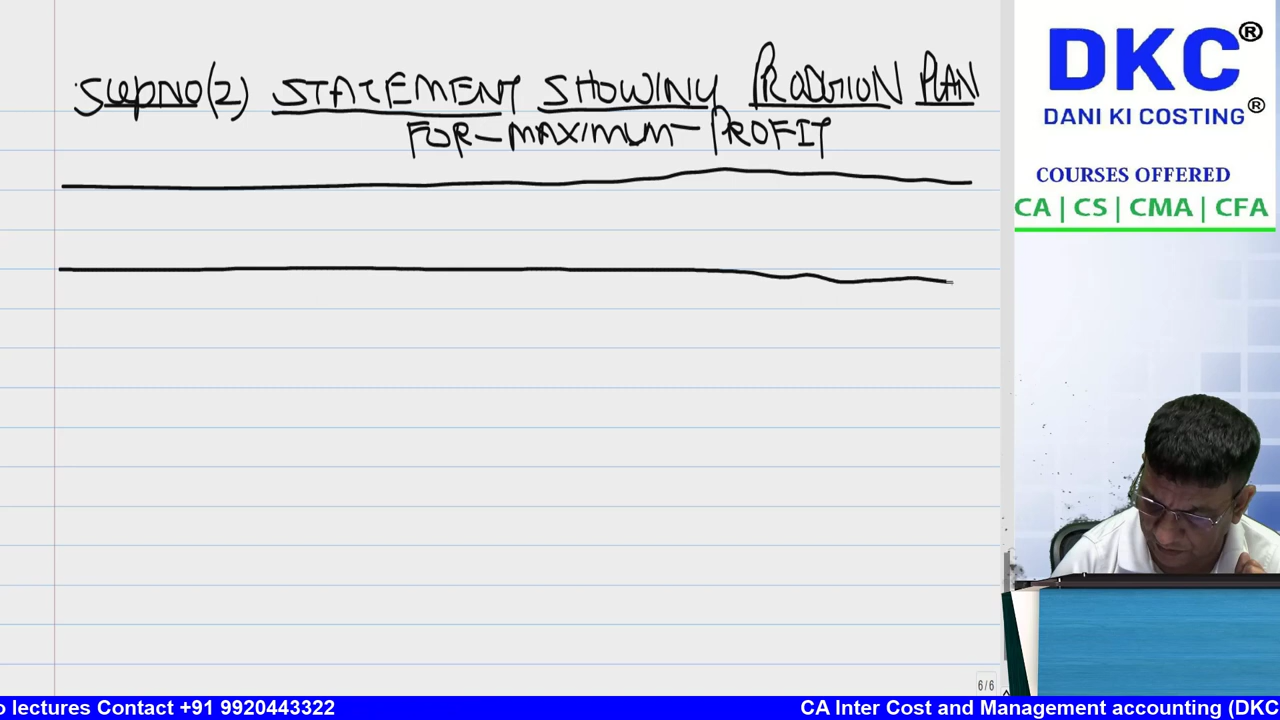 Step No (2) STATEMENT SHOWING PRODUCTION PLAN
FOR-MAXIMUM-PROFIT
DKC®
DANI KI COSTING®
COURSES OFFERED
CA | CS | CMA | CFA
6/6
o lectures Contact +91 9920443322
CA Inter Cost and Management accounting (DKC